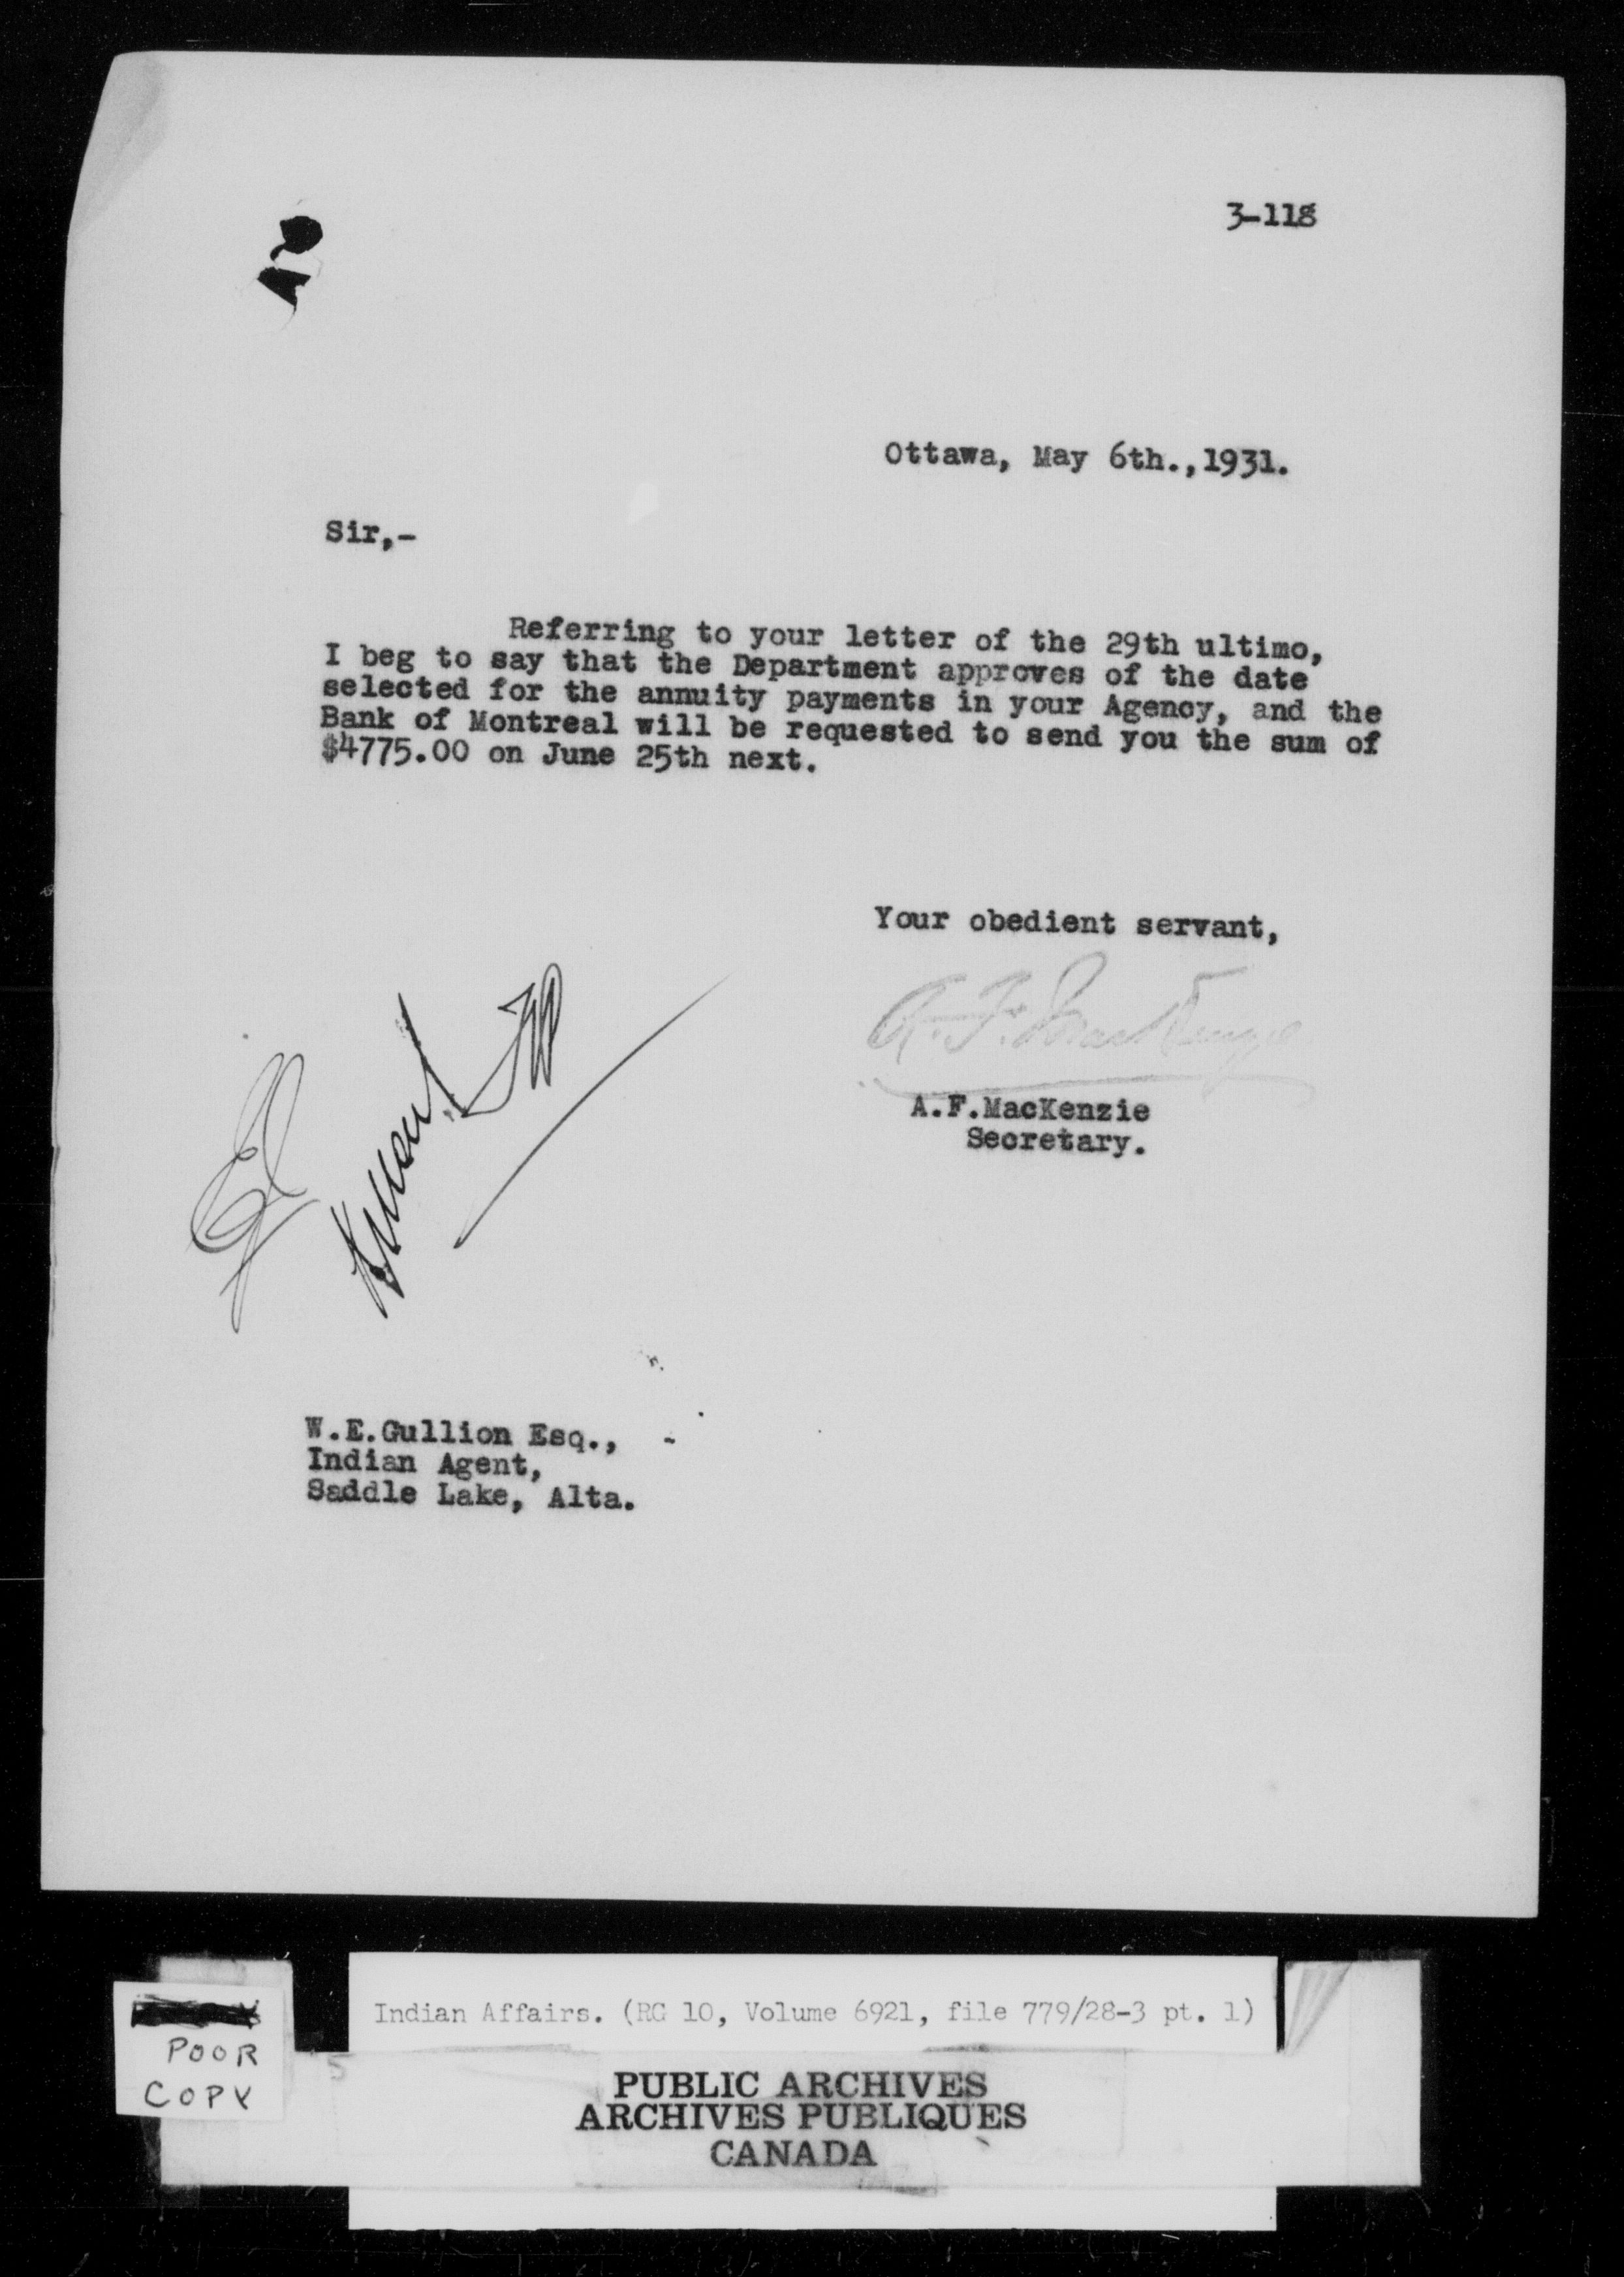 3-118
Ottawa, May 6th.,1931.
Sir,-
Referring to your letter of the 29th ultimo,
I beg to say that the Department approves of the date
selected for the annuity payments in your Agency, and the
Bank of Montreal will be requested to send you the sum of
$4775.00 on June 25th next.
Your obedient servant,
A. F. MacKenzie
A.F.MacKenzie
Secretary.
W.E.Gullion Esq.,
Indian Agent,
Saddle Lake, Alta.
Indian Affairs. (RG 10, Volume 6921, file 779/28-3 pt. 1)
POOR
COPY
PUBLIC ARCHIVES
ARCHIVES PUBLIQUES
CANADA